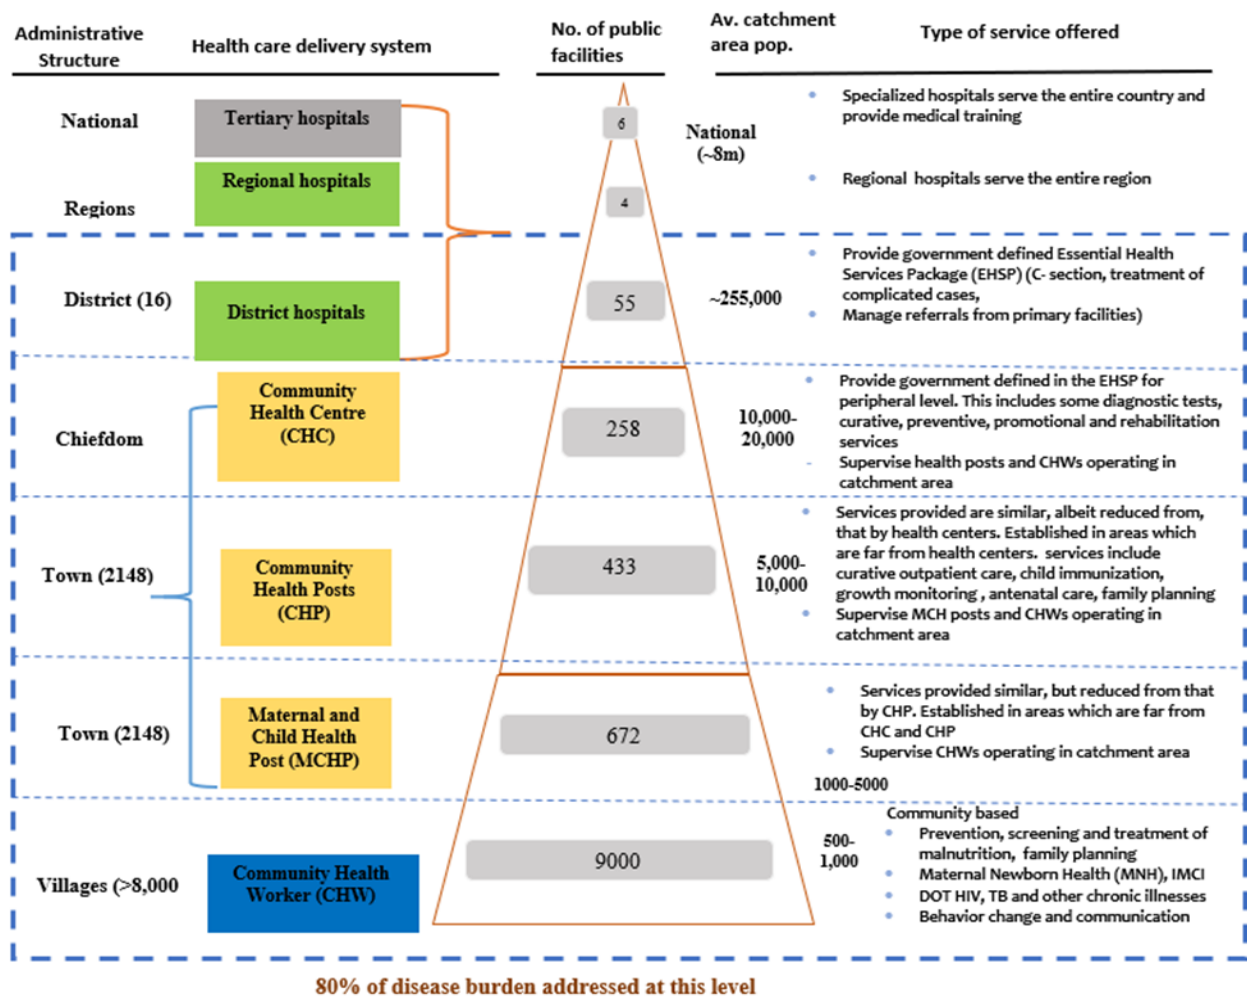 Administrative
Structure
Health care delivery system
No. of public
facilities
Av. catchment
area pop.
Type of service offered
National
Tertiary hospitals
6
National
(~8m)
Specialized hospitals serve the entire country and
provide medical training
Regions
Regional hospitals
4
Regional hospitals serve the entire region
District (16)
District hospitals
55
~255,000
Provide government defined Essential Health
Services Package (EHSP) (C- section, treatment of
complicated cases,
Manage referrals from primary facilities)
Chiefdom
Community
Health Centre
(CHC)
258
10,000-
20,000
Provide government defined in the EHSP for
peripheral level. This includes some diagnostic tests,
curative, preventive, promotional and rehabilitation
services
- Supervise health posts and CHWs operating in
catchment area
Town (2148)
Community
Health Posts
(CHP)
433
5,000-
10,000
Services provided are similar, albeit reduced from,
that by health centers. Established in areas which
are far from health centers. services include
curative outpatient care, child immunization,
growth monitoring , antenatal care, family planning
Supervise MCH posts and CHWs operating in
catchment area
Town (2148)
Maternal and
Child Health
Post (MCHP)
672
1000-5000
Services provided similar, but reduced from that
by CHP. Established in areas which are far from
CHC and CHP
Supervise CHWs operating in catchment area
Villages (>8,000
Community Health
Worker (CHW)
9000
500-
1,000
Community based
Prevention, screening and treatment of
malnutrition, family planning
Maternal Newborn Health (MNH), IMCI
DOT HIV, TB and other chronic illnesses
Behavior change and communication
80% of disease burden addressed at this level